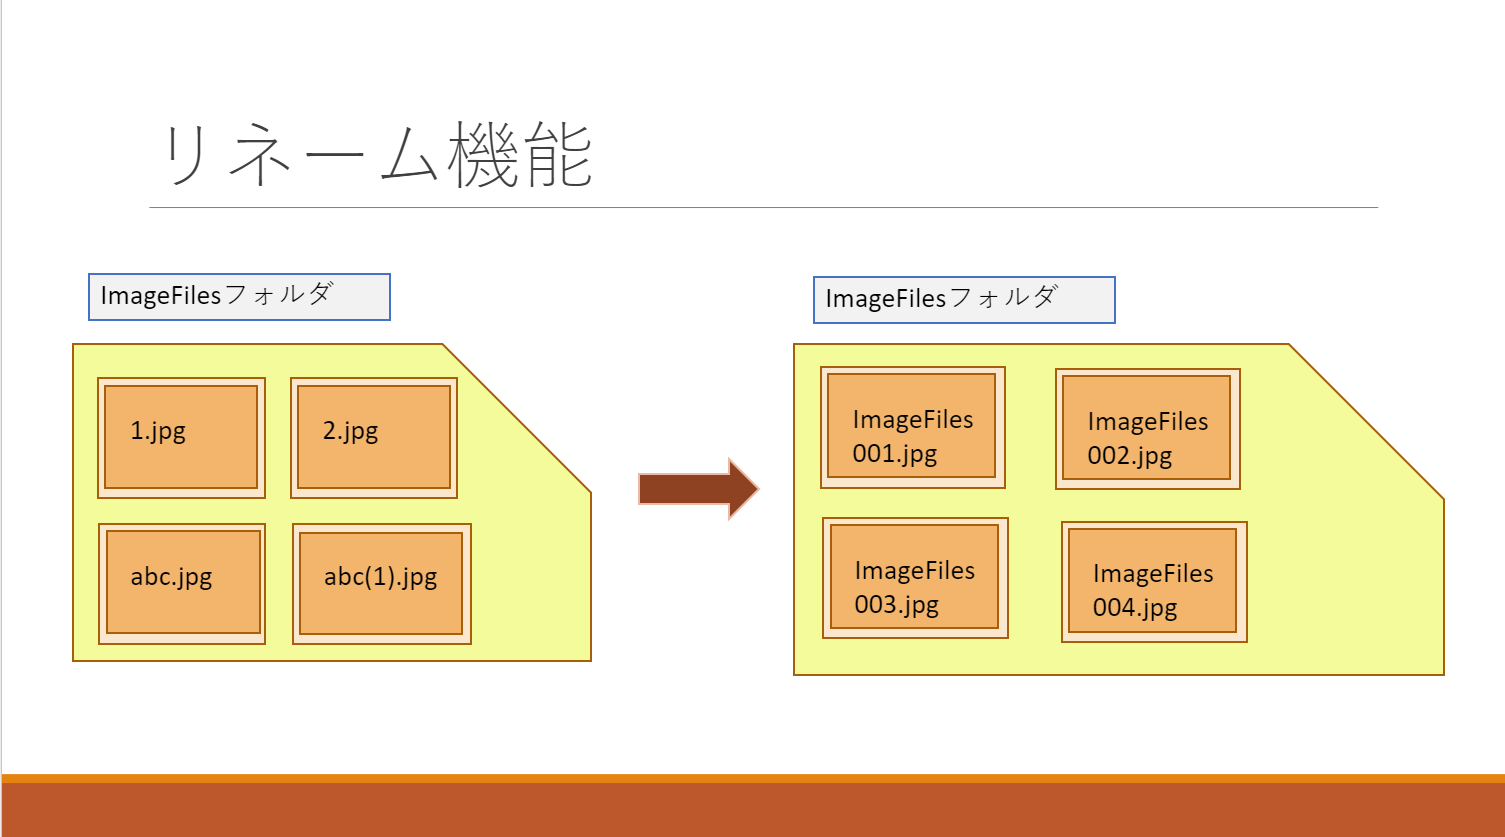 リネーム機能
ImageFilesフォルダ
1.jpg
2.jpg
abc.jpg
abc(1).jpg
ImageFilesフォルダ
ImageFiles
001.jpg
ImageFiles
002.jpg
ImageFiles
003.jpg
ImageFiles
004.jpg